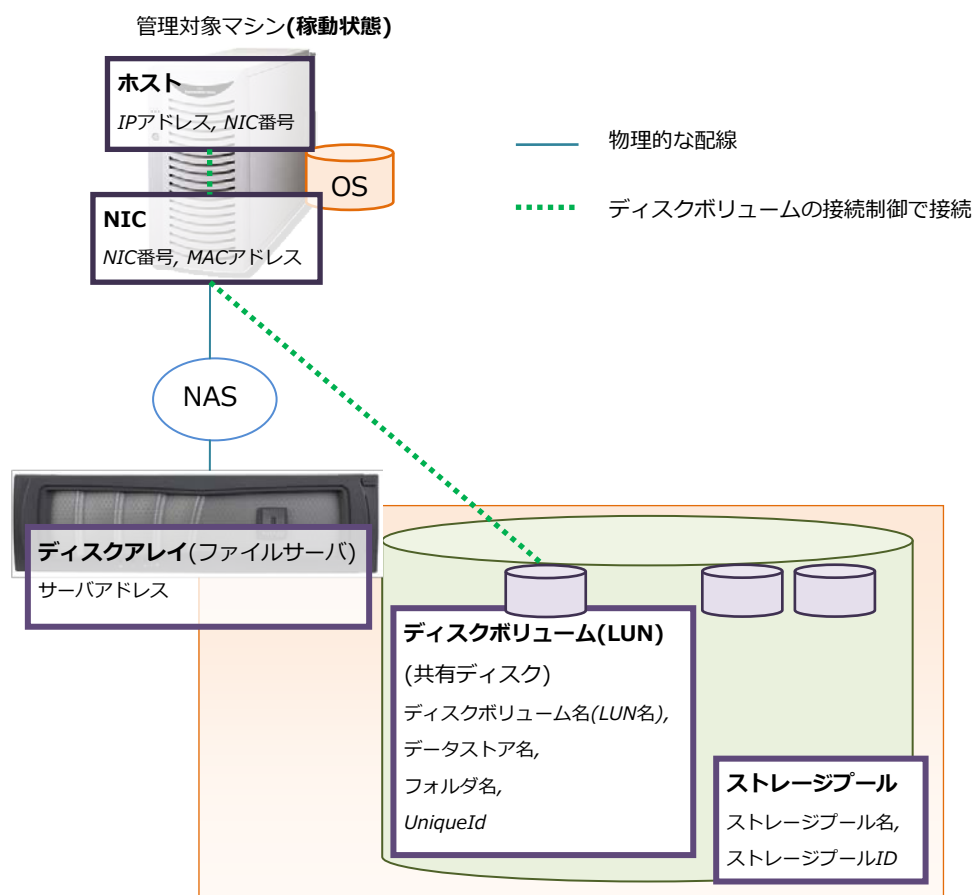 管理対象マシン(稼動状態)
ホスト
IPアドレス, NIC番号
OS
NIC
NIC番号, MACアドレス
物理的な配線
ディスクボリュームの接続制御で接続
NAS
ディスクアレイ(ファイルサーバ)
サーバアドレス
ディスクボリューム(LUN)
(共有ディスク)
ディスクボリューム名(LUN名),
データストア名,
フォルダ名,
UniqueId
ストレージプール
ストレージプール名,
ストレージプールID